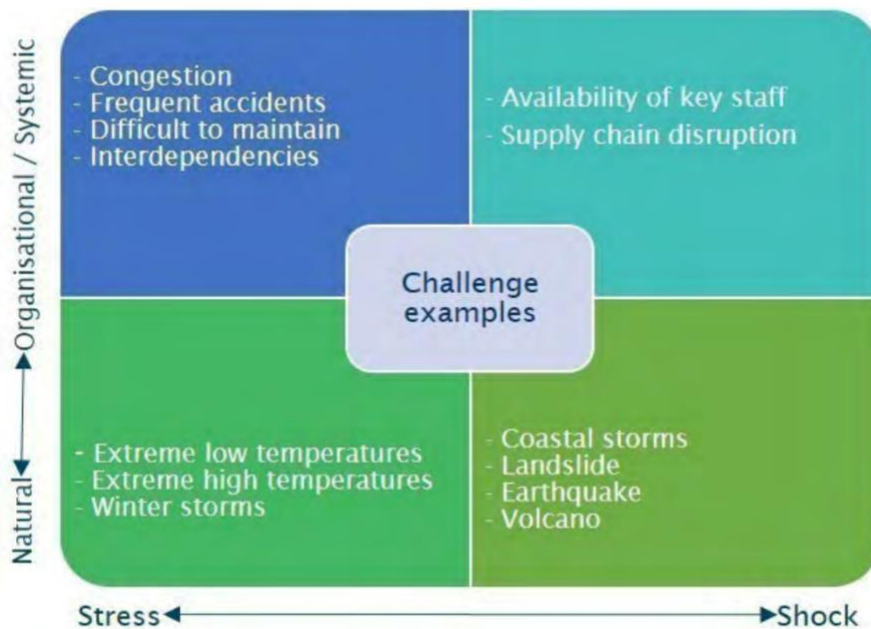 Organisational / Systemic
Natural
- Congestion
- Frequent accidents
- Difficult to maintain
- Interdependencies
- Availability of key staff
- Supply chain disruption
Challenge
examples
- Extreme low temperatures
- Extreme high temperatures
- Winter storms
- Coastal storms
- Landslide
- Earthquake
- Volcano
Stress
Shock